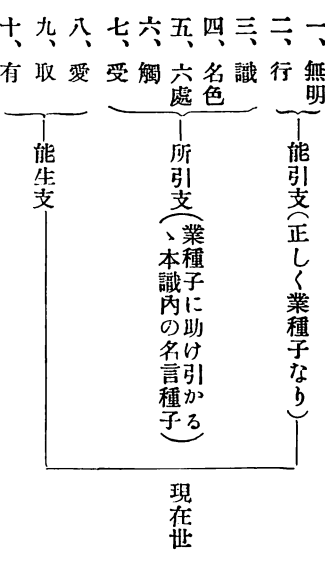 一、無明
二、行
三、識
四、名色
五、六處
六、觸
七、受
八、愛
九、取
十、有
能引支（正しく業種子なり）
所引支（業種子に助け引かる
ゝ本識內の名言種子）
能生支
現在世